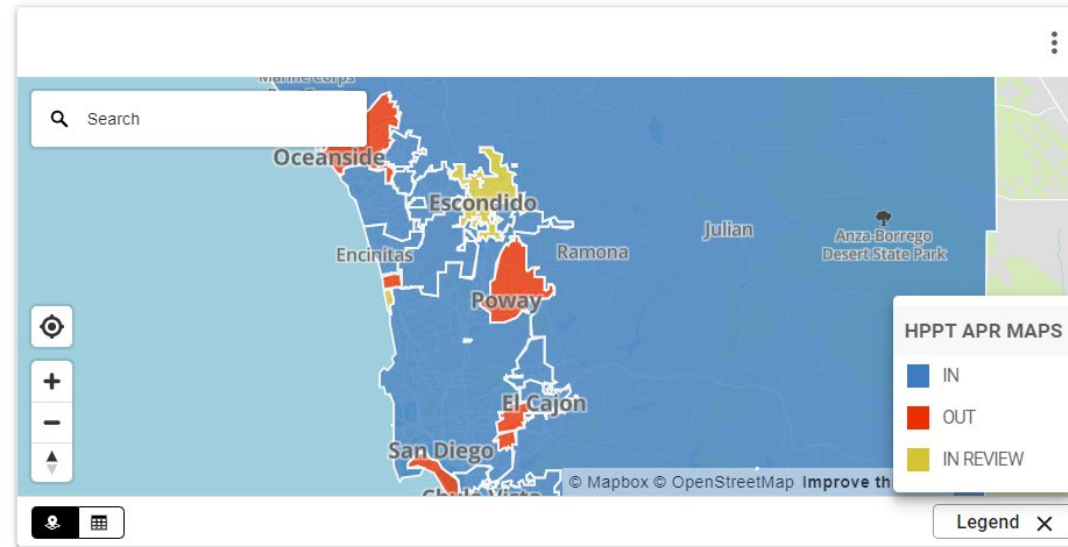 Search
Oceanside
Escondido
Encinitas
Ramona
Julian
Anza-Borrego
Desert State Park
Poway
HPPT APR MAPS
IN
OUT
IN REVIEW
El Cajon
San Diego
© Mapbox © OpenStreetMap Improve th
Legend